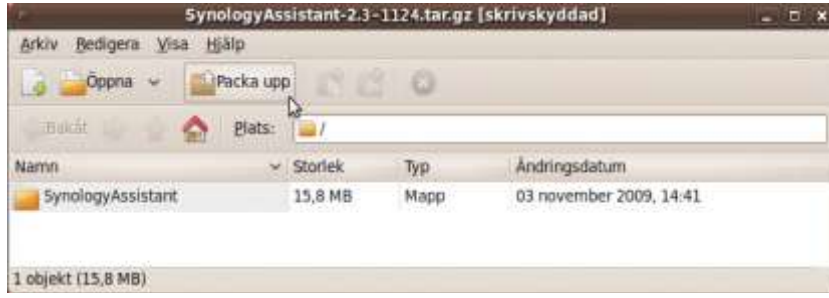 SynologyAssistant-2.3-1124.tar.gz [skrivskyddad]
Arkiv Redigera Visa Hjälp
Öppna Packa upp
Bakåt Plats: /
Namn Storlek Typ Ändringsdatum
SynologyAssistant 15,8 MB Mapp 03 november 2009, 14:41
1 objekt (15,8 MB)